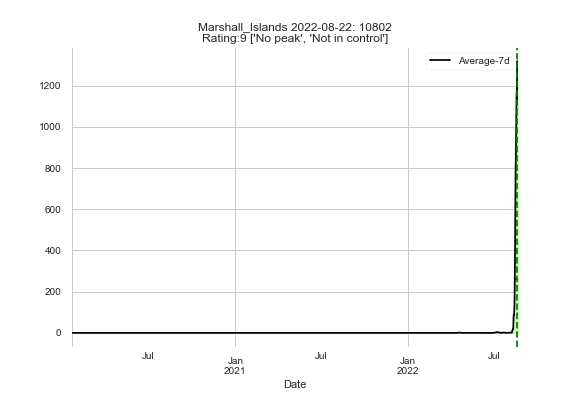 Marshall_Islands 2022-08-22: 10802
Rating:9 ['No peak', 'Not in control']
Average-7d
1200
1000
800
600
400
200
0
Jul Jan Jul Jan Jul
2021 2022
Date